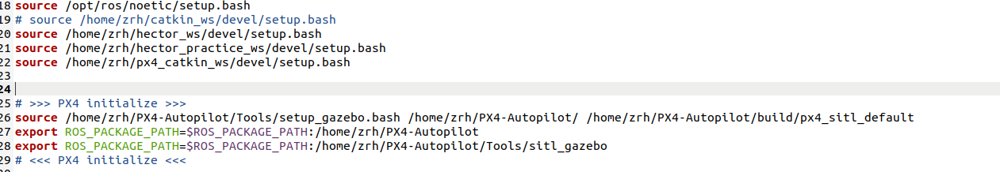 18 source /opt/ros/noetic/setup.bash
19 # source /home/zrh/catkin_ws/devel/setup.bash
20 source /home/zrh/hector_ws/devel/setup.bash
21 source /home/zrh/hector_practice_ws/devel/setup.bash
22 source /home/zrh/px4_catkin_ws/devel/setup.bash
23
24
25 # >>> PX4 initialize >>>
26 source /home/zrh/PX4-Autopilot/Tools/setup_gazebo.bash /home/zrh/PX4-Autopilot/ /home/zrh/PX4-Autopilot/build/px4_sitl_default
27 export ROS_PACKAGE_PATH=$ROS_PACKAGE_PATH:/home/zrh/PX4-Autopilot
28 export ROS_PACKAGE_PATH=$ROS_PACKAGE_PATH:/home/zrh/PX4-Autopilot/Tools/sitl_gazebo
29 # <<< PX4 initialize <<<